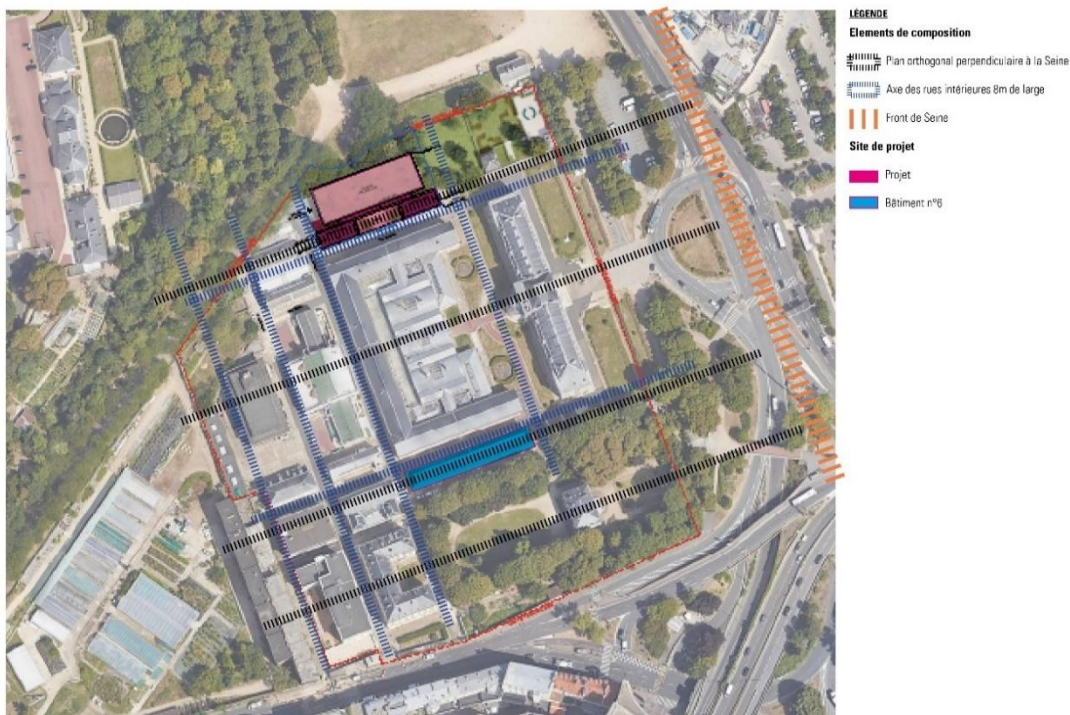 LÉGENDE
Elements de composition
Plan orthogonal perpendiculaire à la Seine
Axe des rues intérieures 8m de large
Front de Seine
Site de projet
Projet
Bâtiment n°6